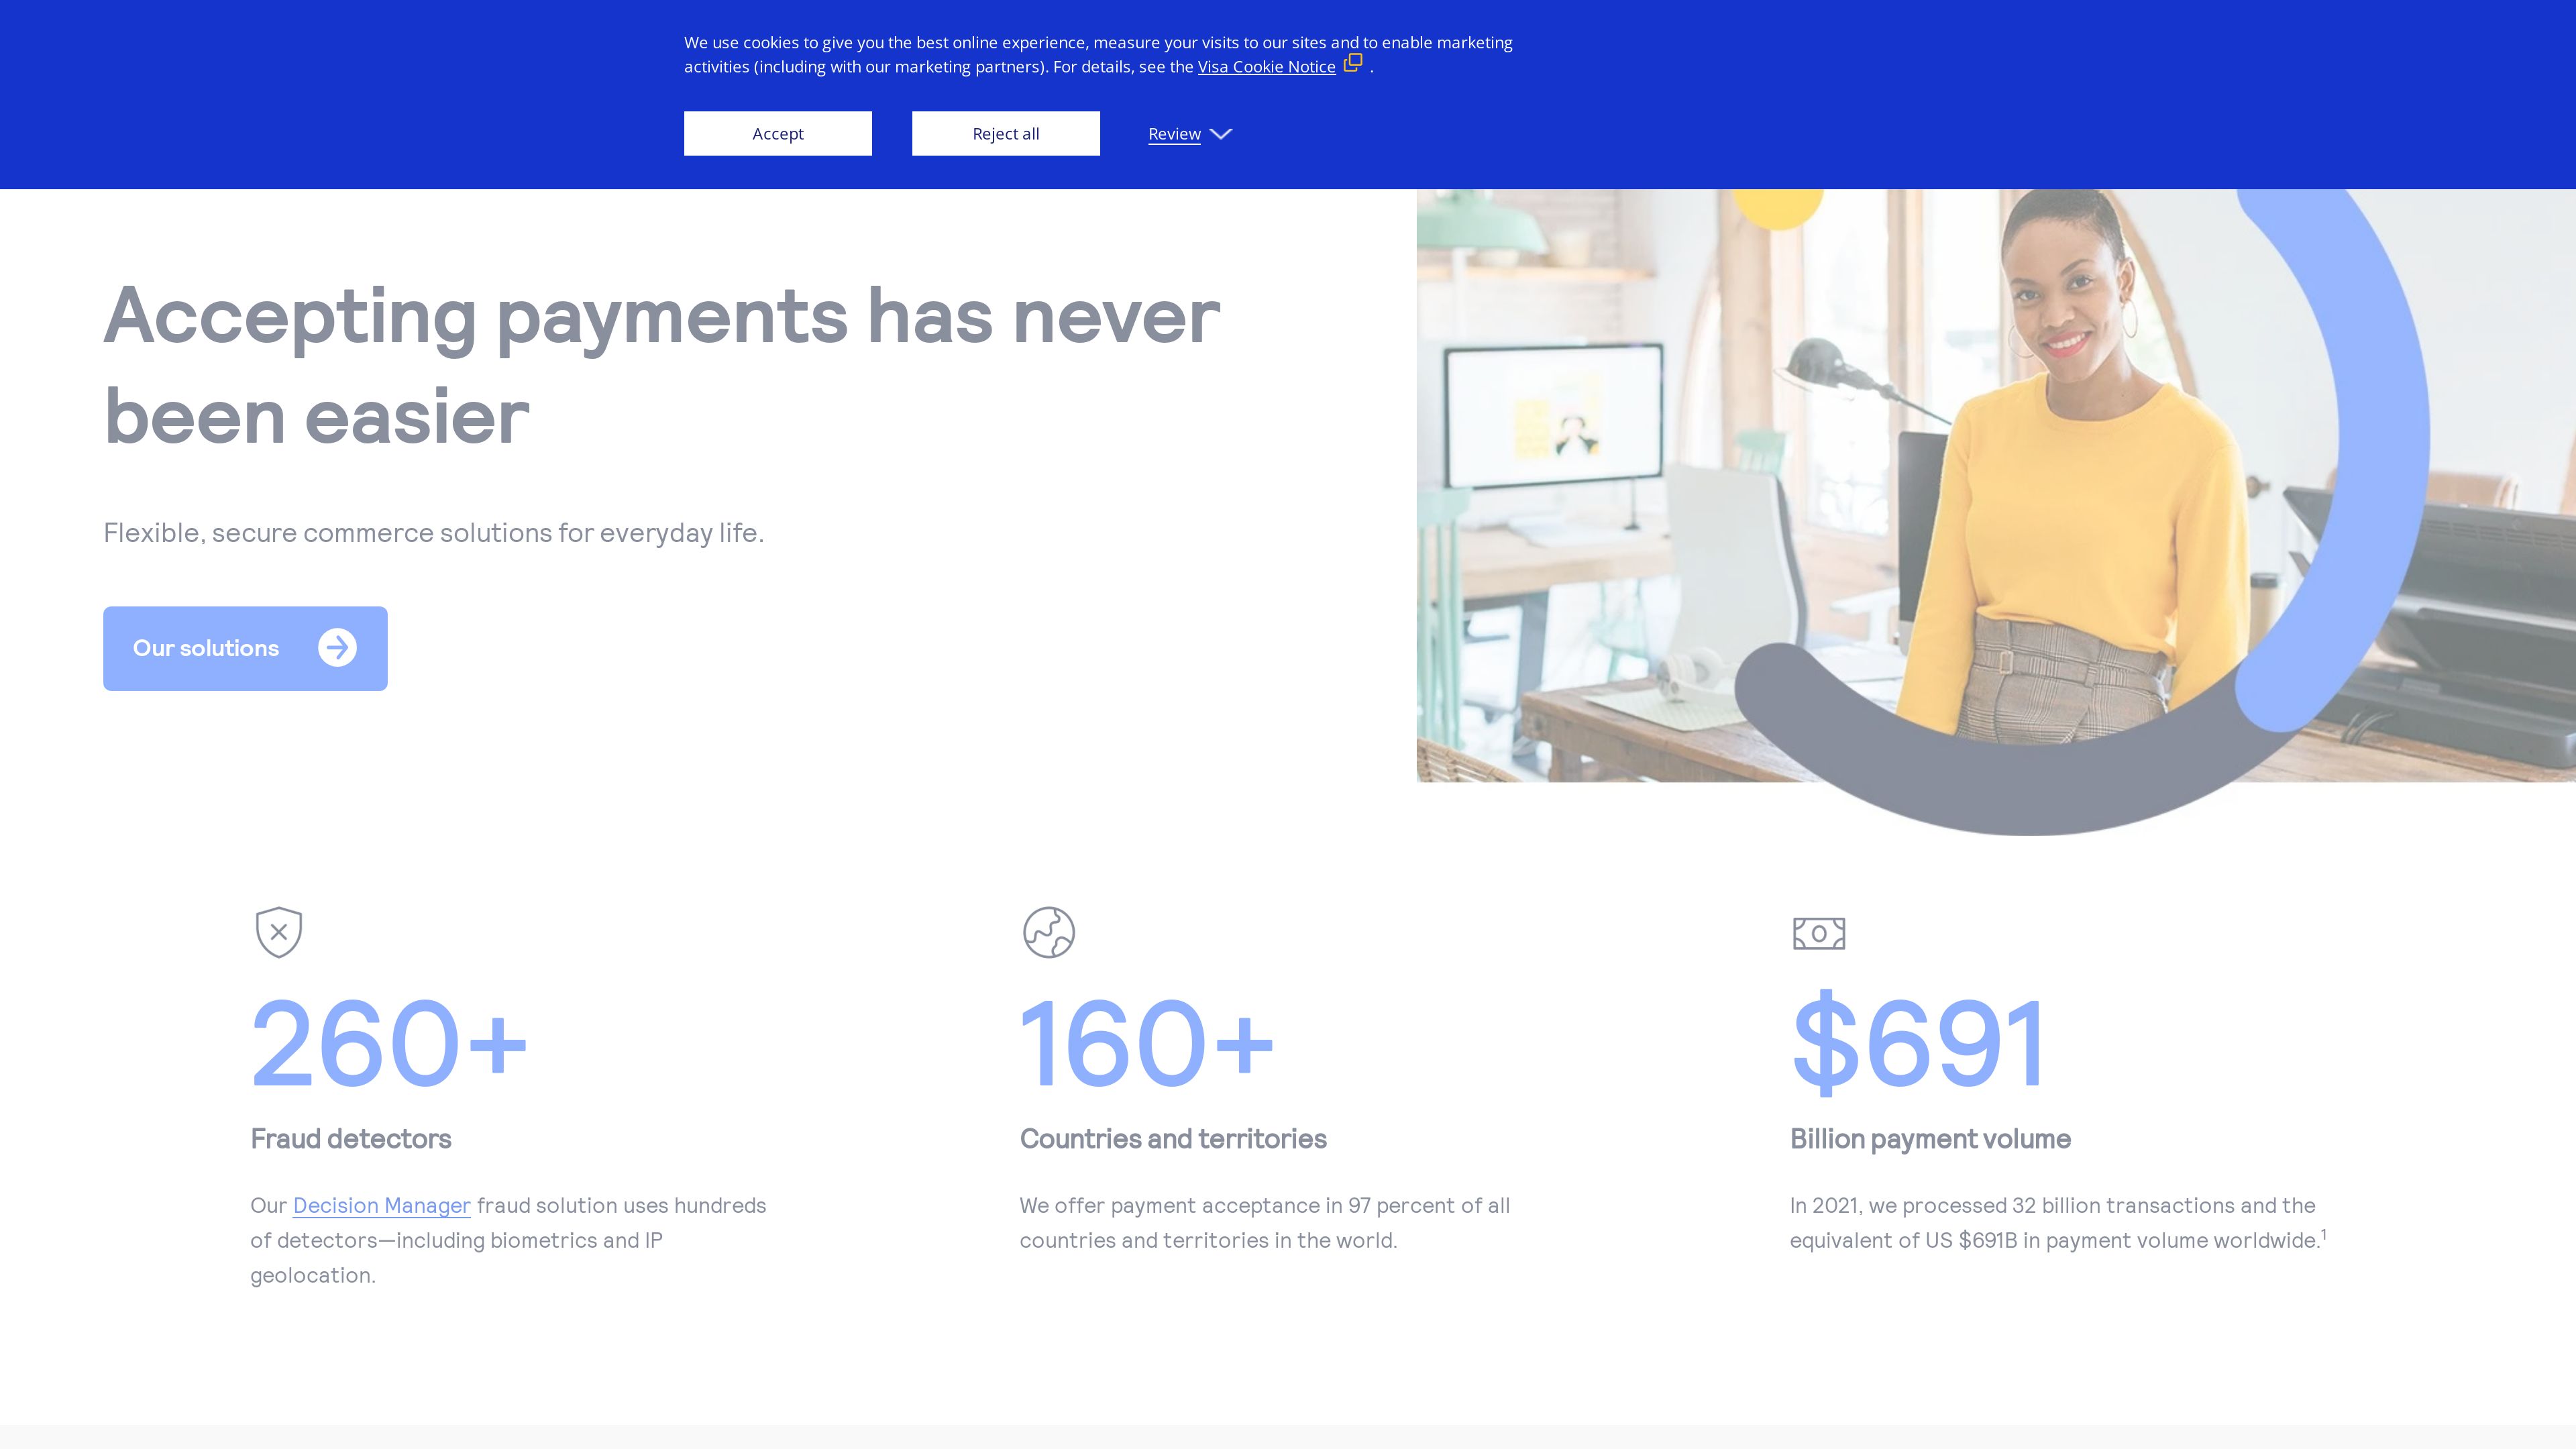 We use cookies to give you the best online experience, measure your visits to our sites and to enable marketing
activities (including with our marketing partners). For details, see the Visa Cookie Notice .
Accept
Reject all
Review
Accepting payments has never
been easier
Flexible, secure commerce solutions for everyday life.
Our solutions
260+
Fraud detectors
Our Decision Manager fraud solution uses hundreds
of detectors—including biometrics and IP
geolocation.
160+
Countries and territories
We offer payment acceptance in 97 percent of all
countries and territories in the world.
$691
Billion payment volume
In 2021, we processed 32 billion transactions and the
equivalent of US $691B in payment volume worldwide.1